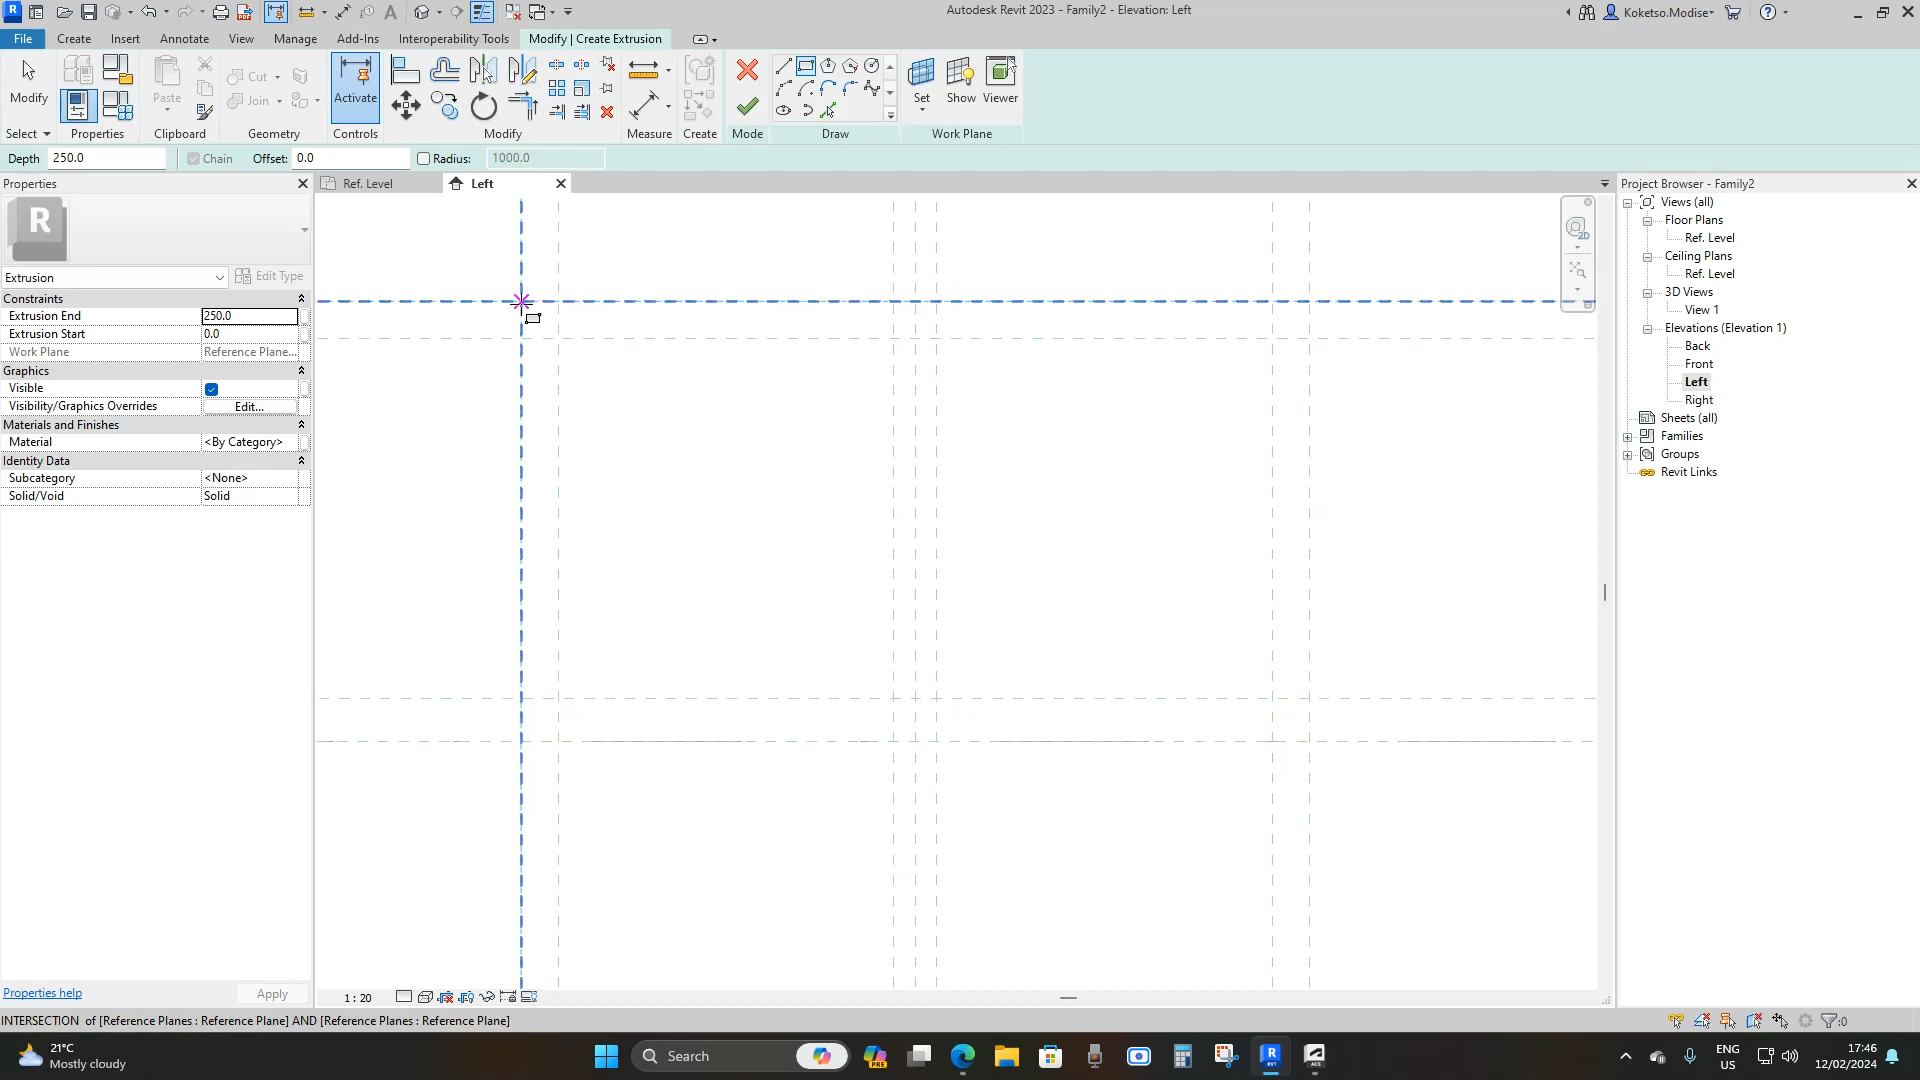 Autodesk Revit 2023 - Family2 - Elevation: Left
Koketso.Modise
File Create Insert Annotate View Manage Add-Ins Interoperability Tools Modify | Create Extrusion
Modify
Paste
Cut
Join
Activate
Set Show Viewer
Select Properties Clipboard Geometry Controls Modify Measure Create Mode Draw Work Plane
Depth 250.0 Chain Offset: 0.0 Radius: 1000.0
Properties
Ref. Level
Left
Project Browser - Family2
R
Extrusion
Edit Type
Constraints
Extrusion End 250.0
Extrusion Start 0.0
Work Plane Reference Plane...
Graphics
Visible
Visibility/Graphics Overrides Edit...
Materials and Finishes
Material <By Category>
Identity Data
Subcategory <None>
Solid/Void Solid
2D
Views (all)
Floor Plans
Ref. Level
Ceiling Plans
Ref. Level
3D Views
View 1
Elevations (Elevation 1)
Back
Front
Left
Right
Sheets (all)
Families
Groups
Revit Links
Properties help
Apply
1 : 20
INTERSECTION of [Reference Planes : Reference Plane] AND [Reference Planes : Reference Plane]
:0
21°C
Mostly cloudy
Search
PRE
ENG
US
17:46
12/02/2024